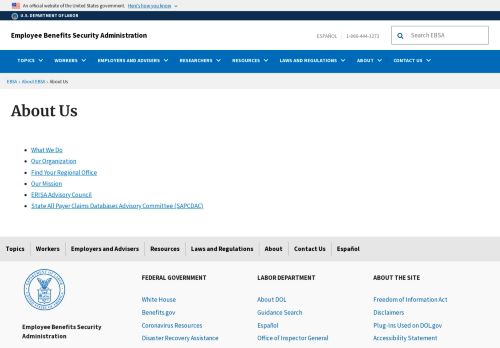 An official website of the United States government. Here's how you know
U.S. DEPARTMENT OF LABOR
Employee Benefits Security Administration
ESPAÑOL | 1-866-444-3272
Search EBSA
TOPICS WORKERS EMPLOYERS AND ADVISERS RESEARCHERS RESOURCES LAWS AND REGULATIONS ABOUT CONTACT US
EBSA › About EBSA › About Us
About Us
What We Do
Our Organization
Find Your Regional Office
Our Mission
ERISA Advisory Council
State All Payer Claims Databases Advisory Committee (SAPCDAC)
Topics Workers Employers and Advisers Resources Laws and Regulations About Contact Us Español
FEDERAL GOVERNMENT
White House
Benefits.gov
Coronavirus Resources
Disaster Recovery Assistance
LABOR DEPARTMENT
About DOL
Guidance Search
Español
Office of Inspector General
ABOUT THE SITE
Freedom of Information Act
Disclaimers
Plug-Ins Used on DOL.gov
Accessibility Statement
Employee Benefits Security
Administration